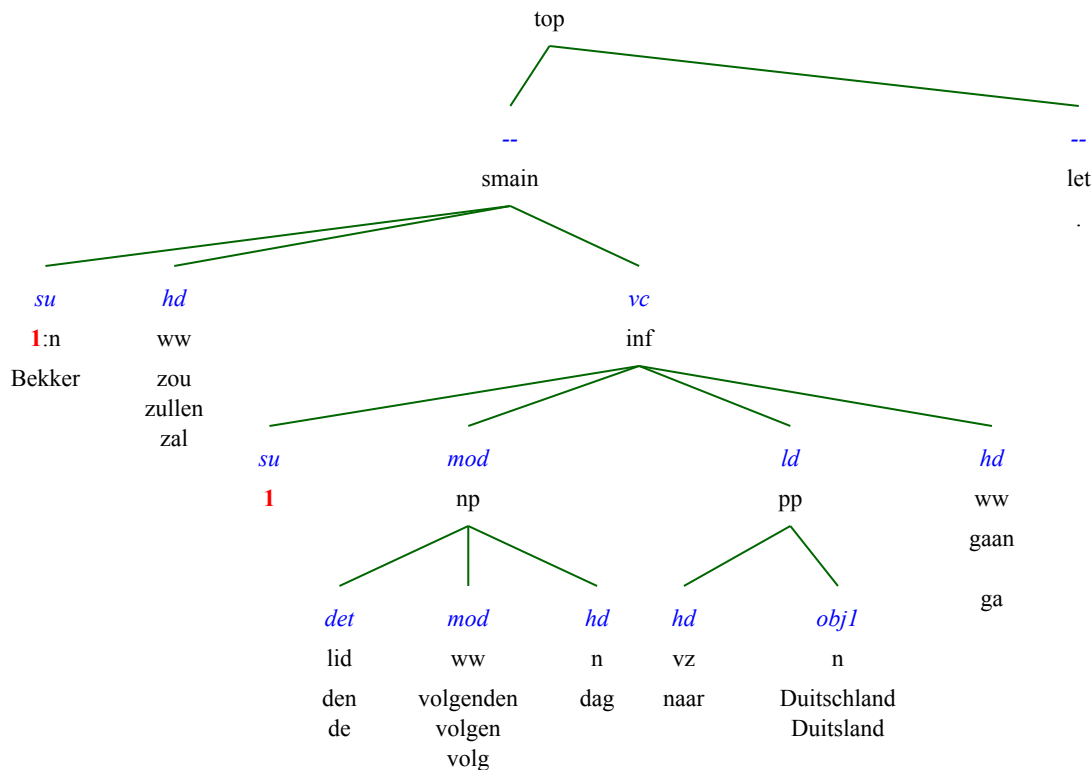 top
-- --
smain let
.
su hd vc
1:n ww inf
Bekker zou
zullen
zal
su mod ld hd
1 np pp ww
gaan
ga
det mod hd hd obj1
lid ww n vz n
den volgenden dag naar Duitschland
de volgen Duitsland
volg